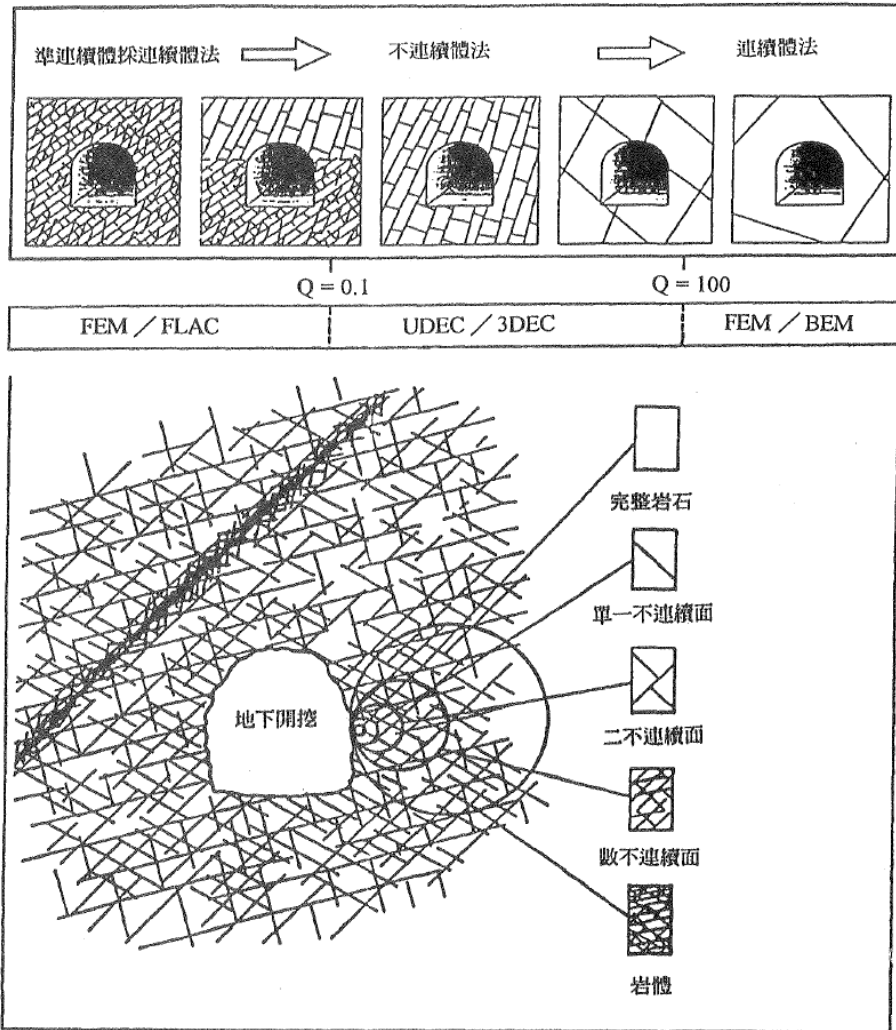 準連續體採連續體法
不連續體法
連續體法
Q = 0.1
Q = 100
FEM ／ FLAC
UDEC ／ 3DEC
FEM ／ BEM
地下開挖
完整岩石
單一不連續面
二不連續面
數不連續面
岩體